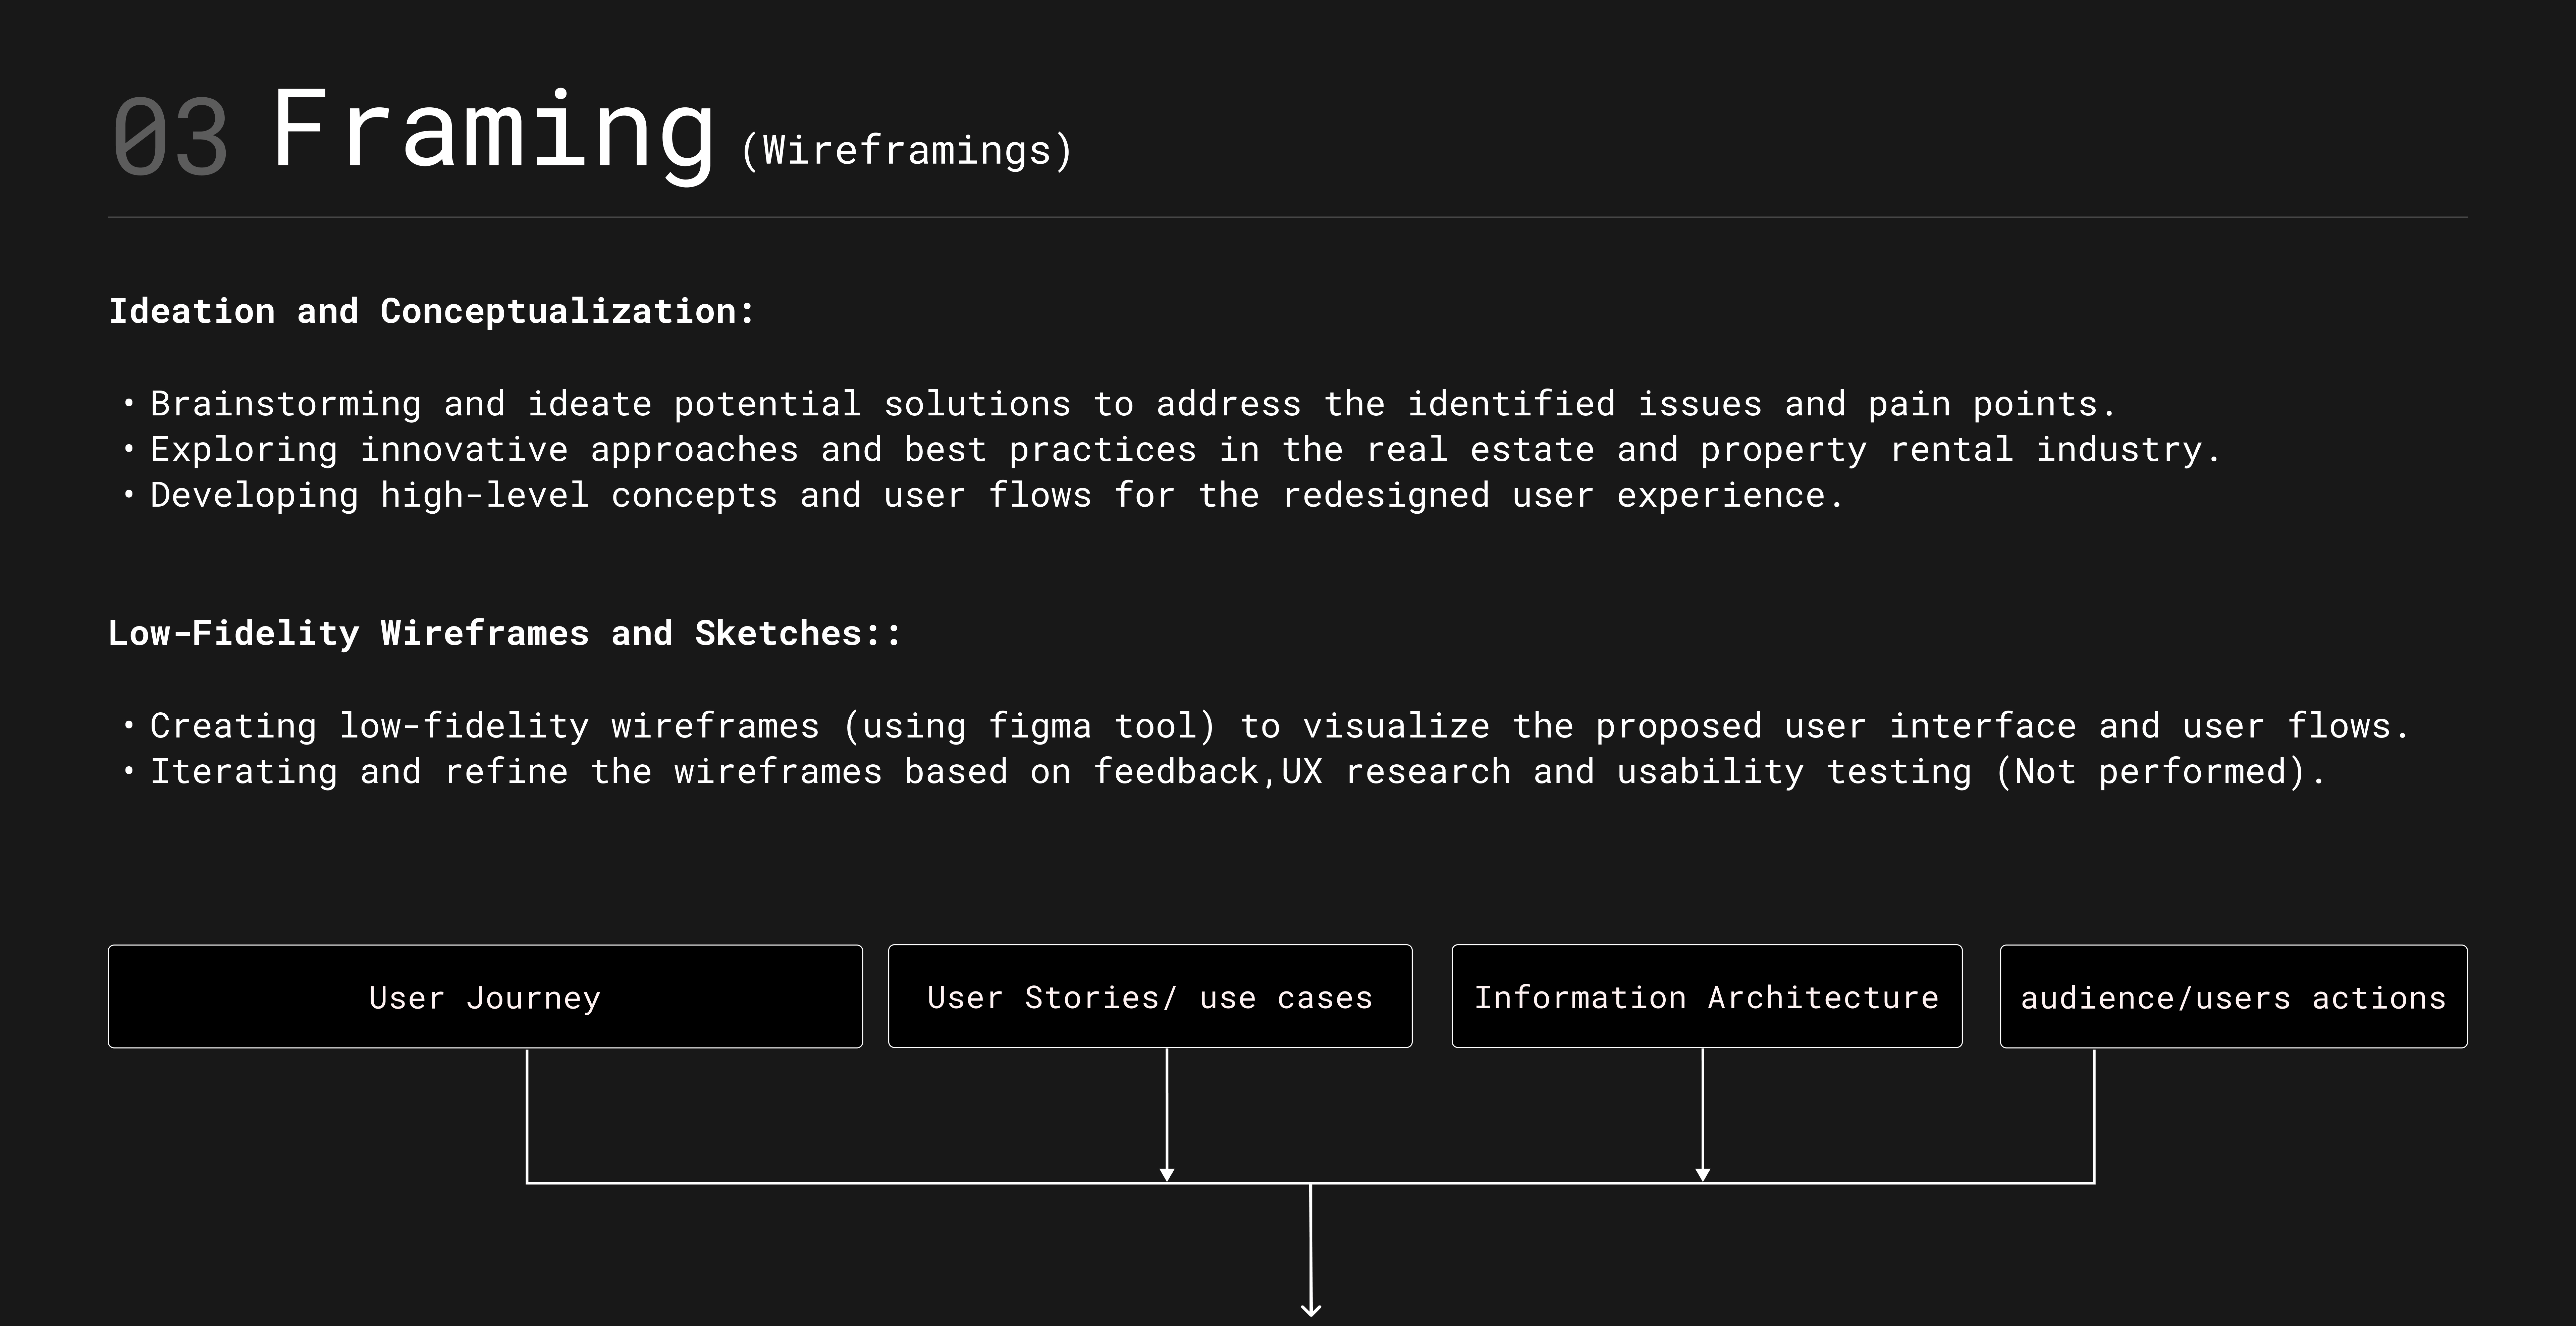 03 Framing (Wireframings)
Ideation and Conceptualization:
• Brainstorming and ideate potential solutions to address the identified issues and pain points.
• Exploring innovative approaches and best practices in the real estate and property rental industry.
• Developing high-level concepts and user flows for the redesigned user experience.
Low-Fidelity Wireframes and Sketches::
• Creating low-fidelity wireframes (using figma tool) to visualize the proposed user interface and user flows.
• Iterating and refine the wireframes based on feedback,UX research and usability testing (Not performed).
User Journey
User Stories/ use cases
Information Architecture
audience/users actions